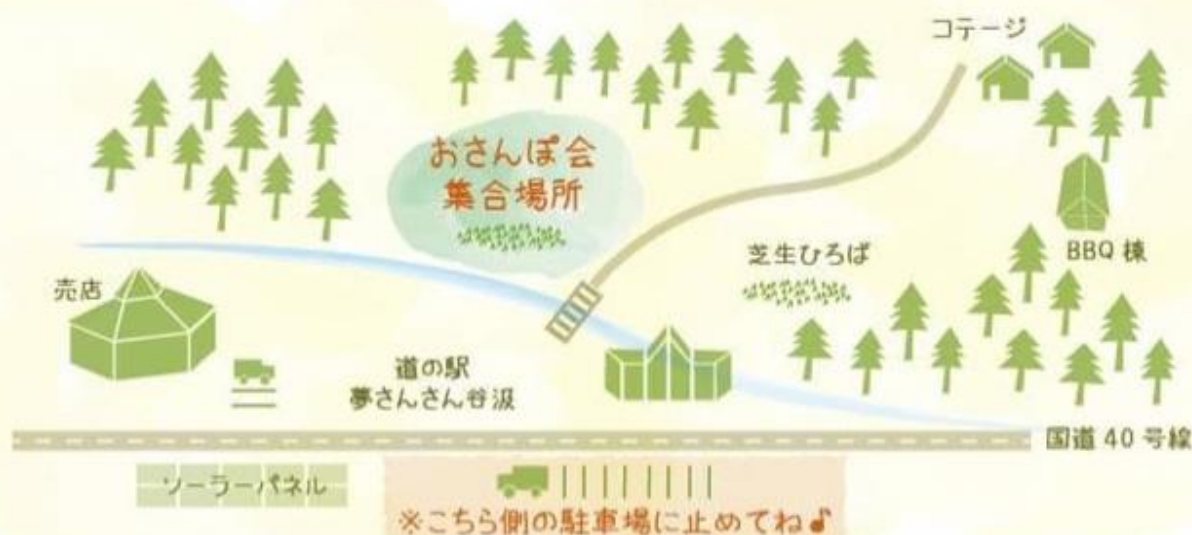 コテージ
おさんぽ会
集合場所
BBQ 棟
芝生ひろば
売店
道の駅
夢さんさん谷汲
国道 40 号線
ソーラーパネル
※こちら側の駐車場に止めてね♪